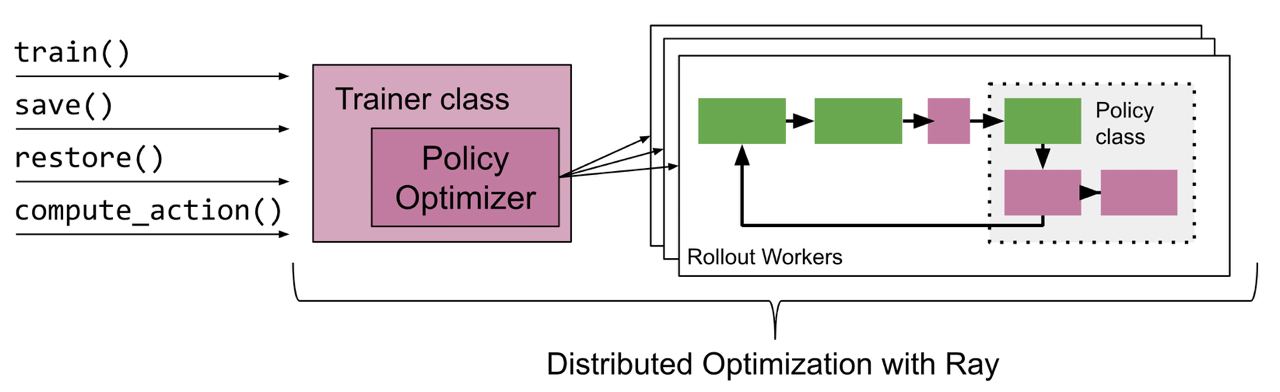 train()
save()
restore()
compute_action()
Trainer class
Policy
Optimizer
Policy
class
Rollout Workers
Distributed Optimization with Ray